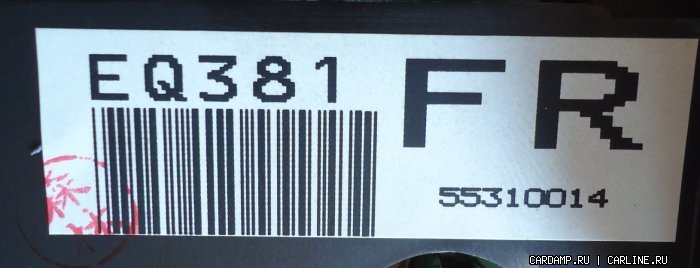 EQ381 FR
55310014
CARDAMP.RU | CARLINE.RU